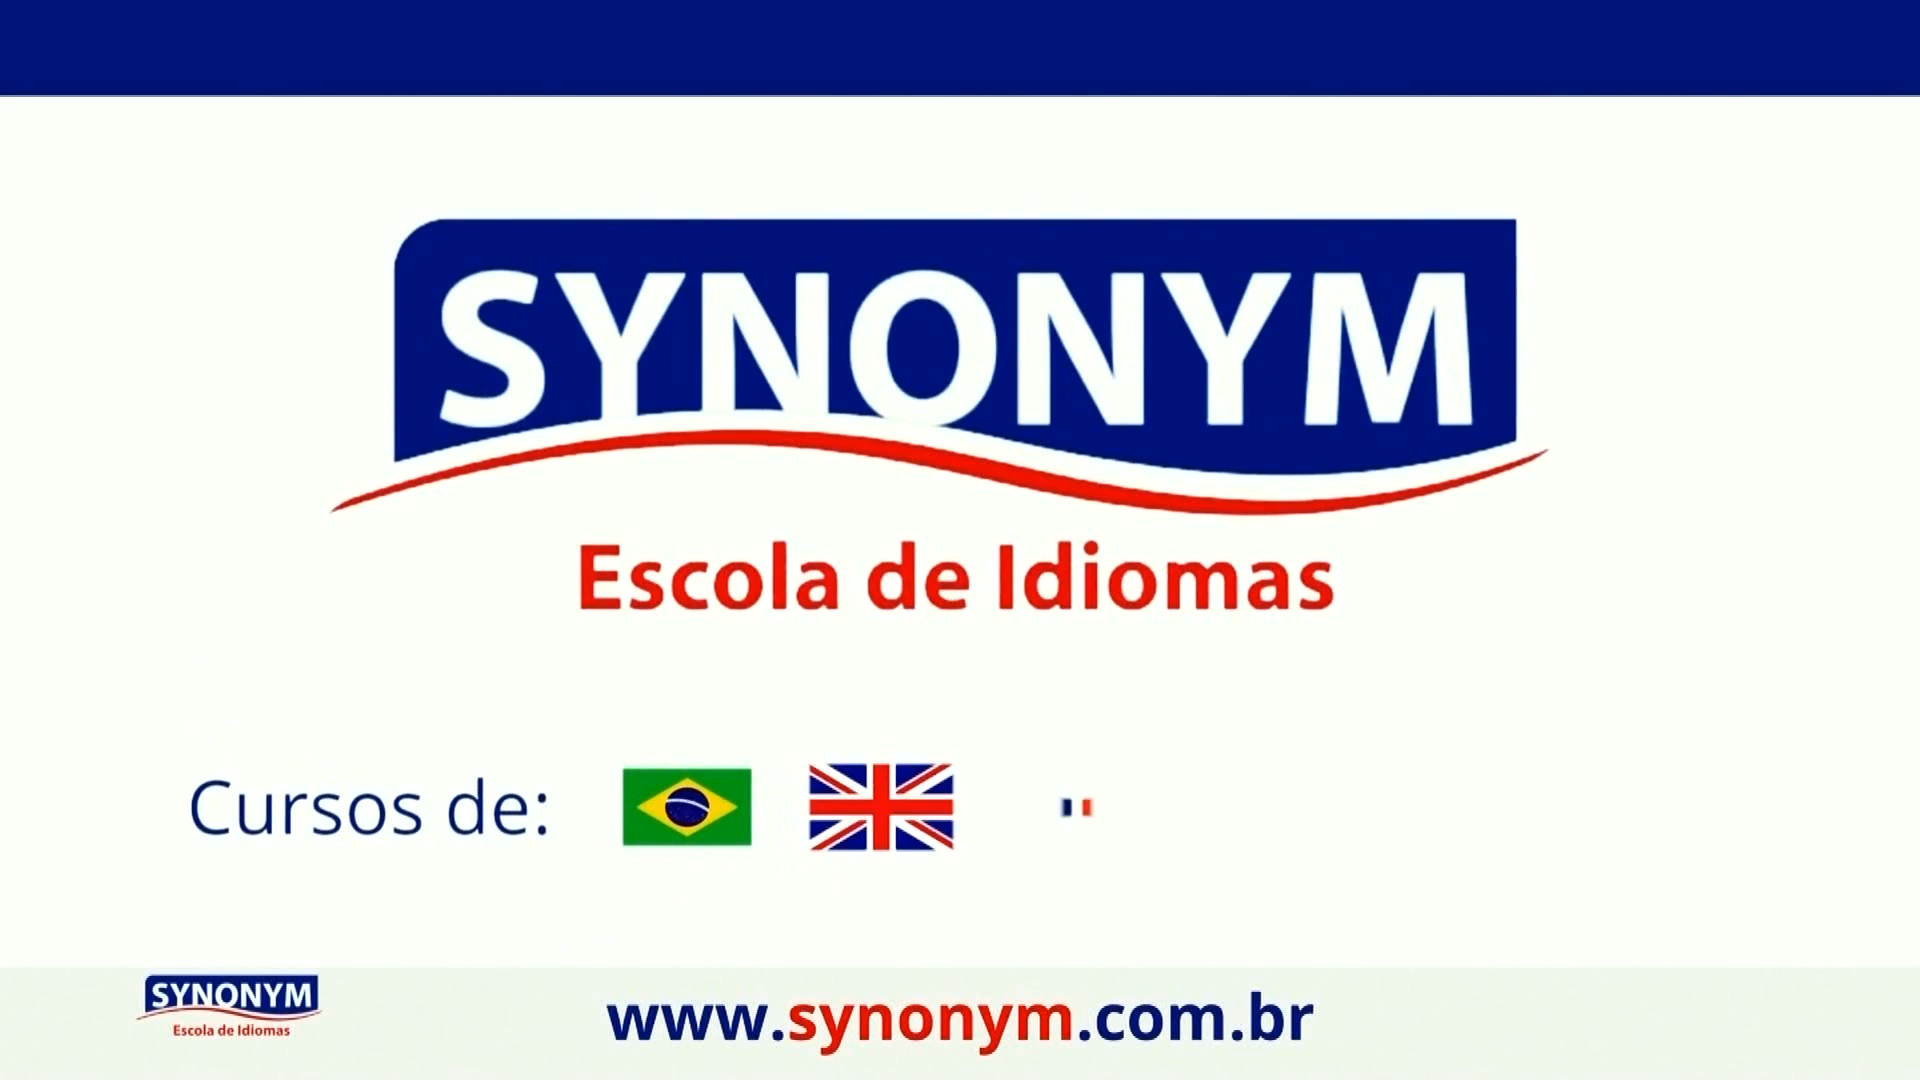 SYNONYM
Escola de Idiomas
Cursos de:
SYNONYM
Escola de Idiomas
www.synonym.com.br